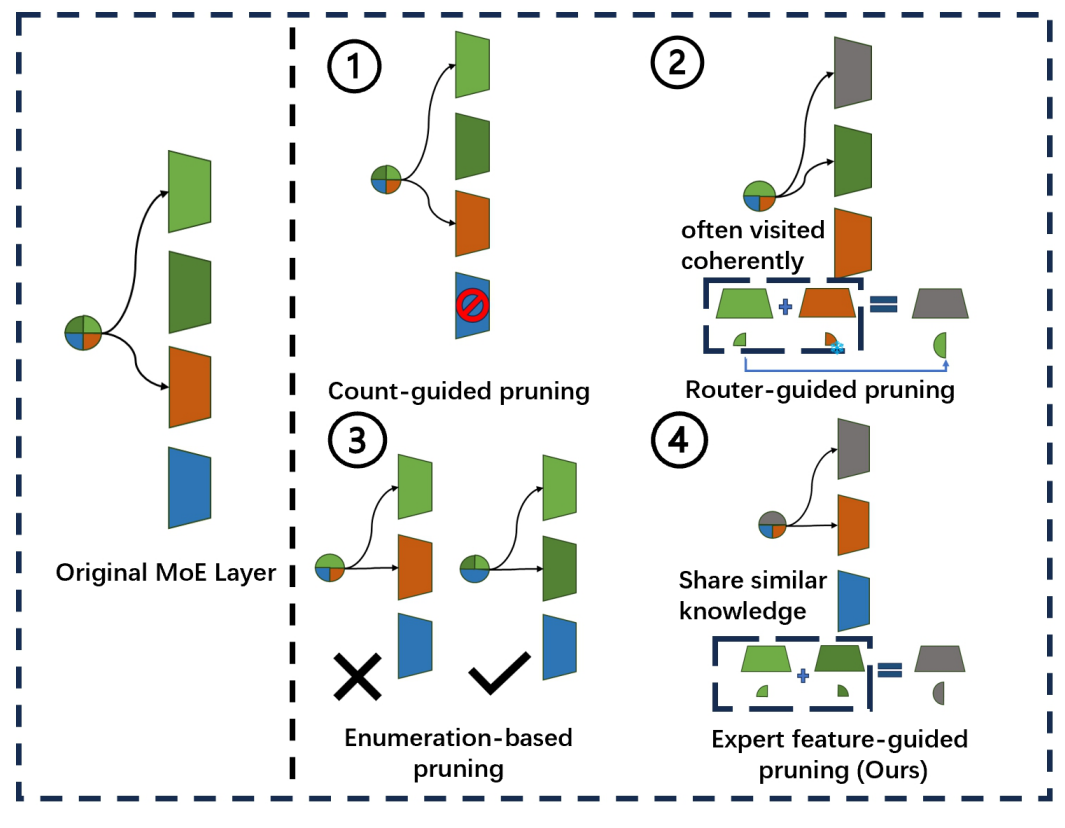 Original MoE Layer
1
Count-guided pruning
2
often visited
coherently
Router-guided pruning
3
Enumeration-based
pruning
4
Share similar
knowledge
Expert feature-guided
pruning (Ours)